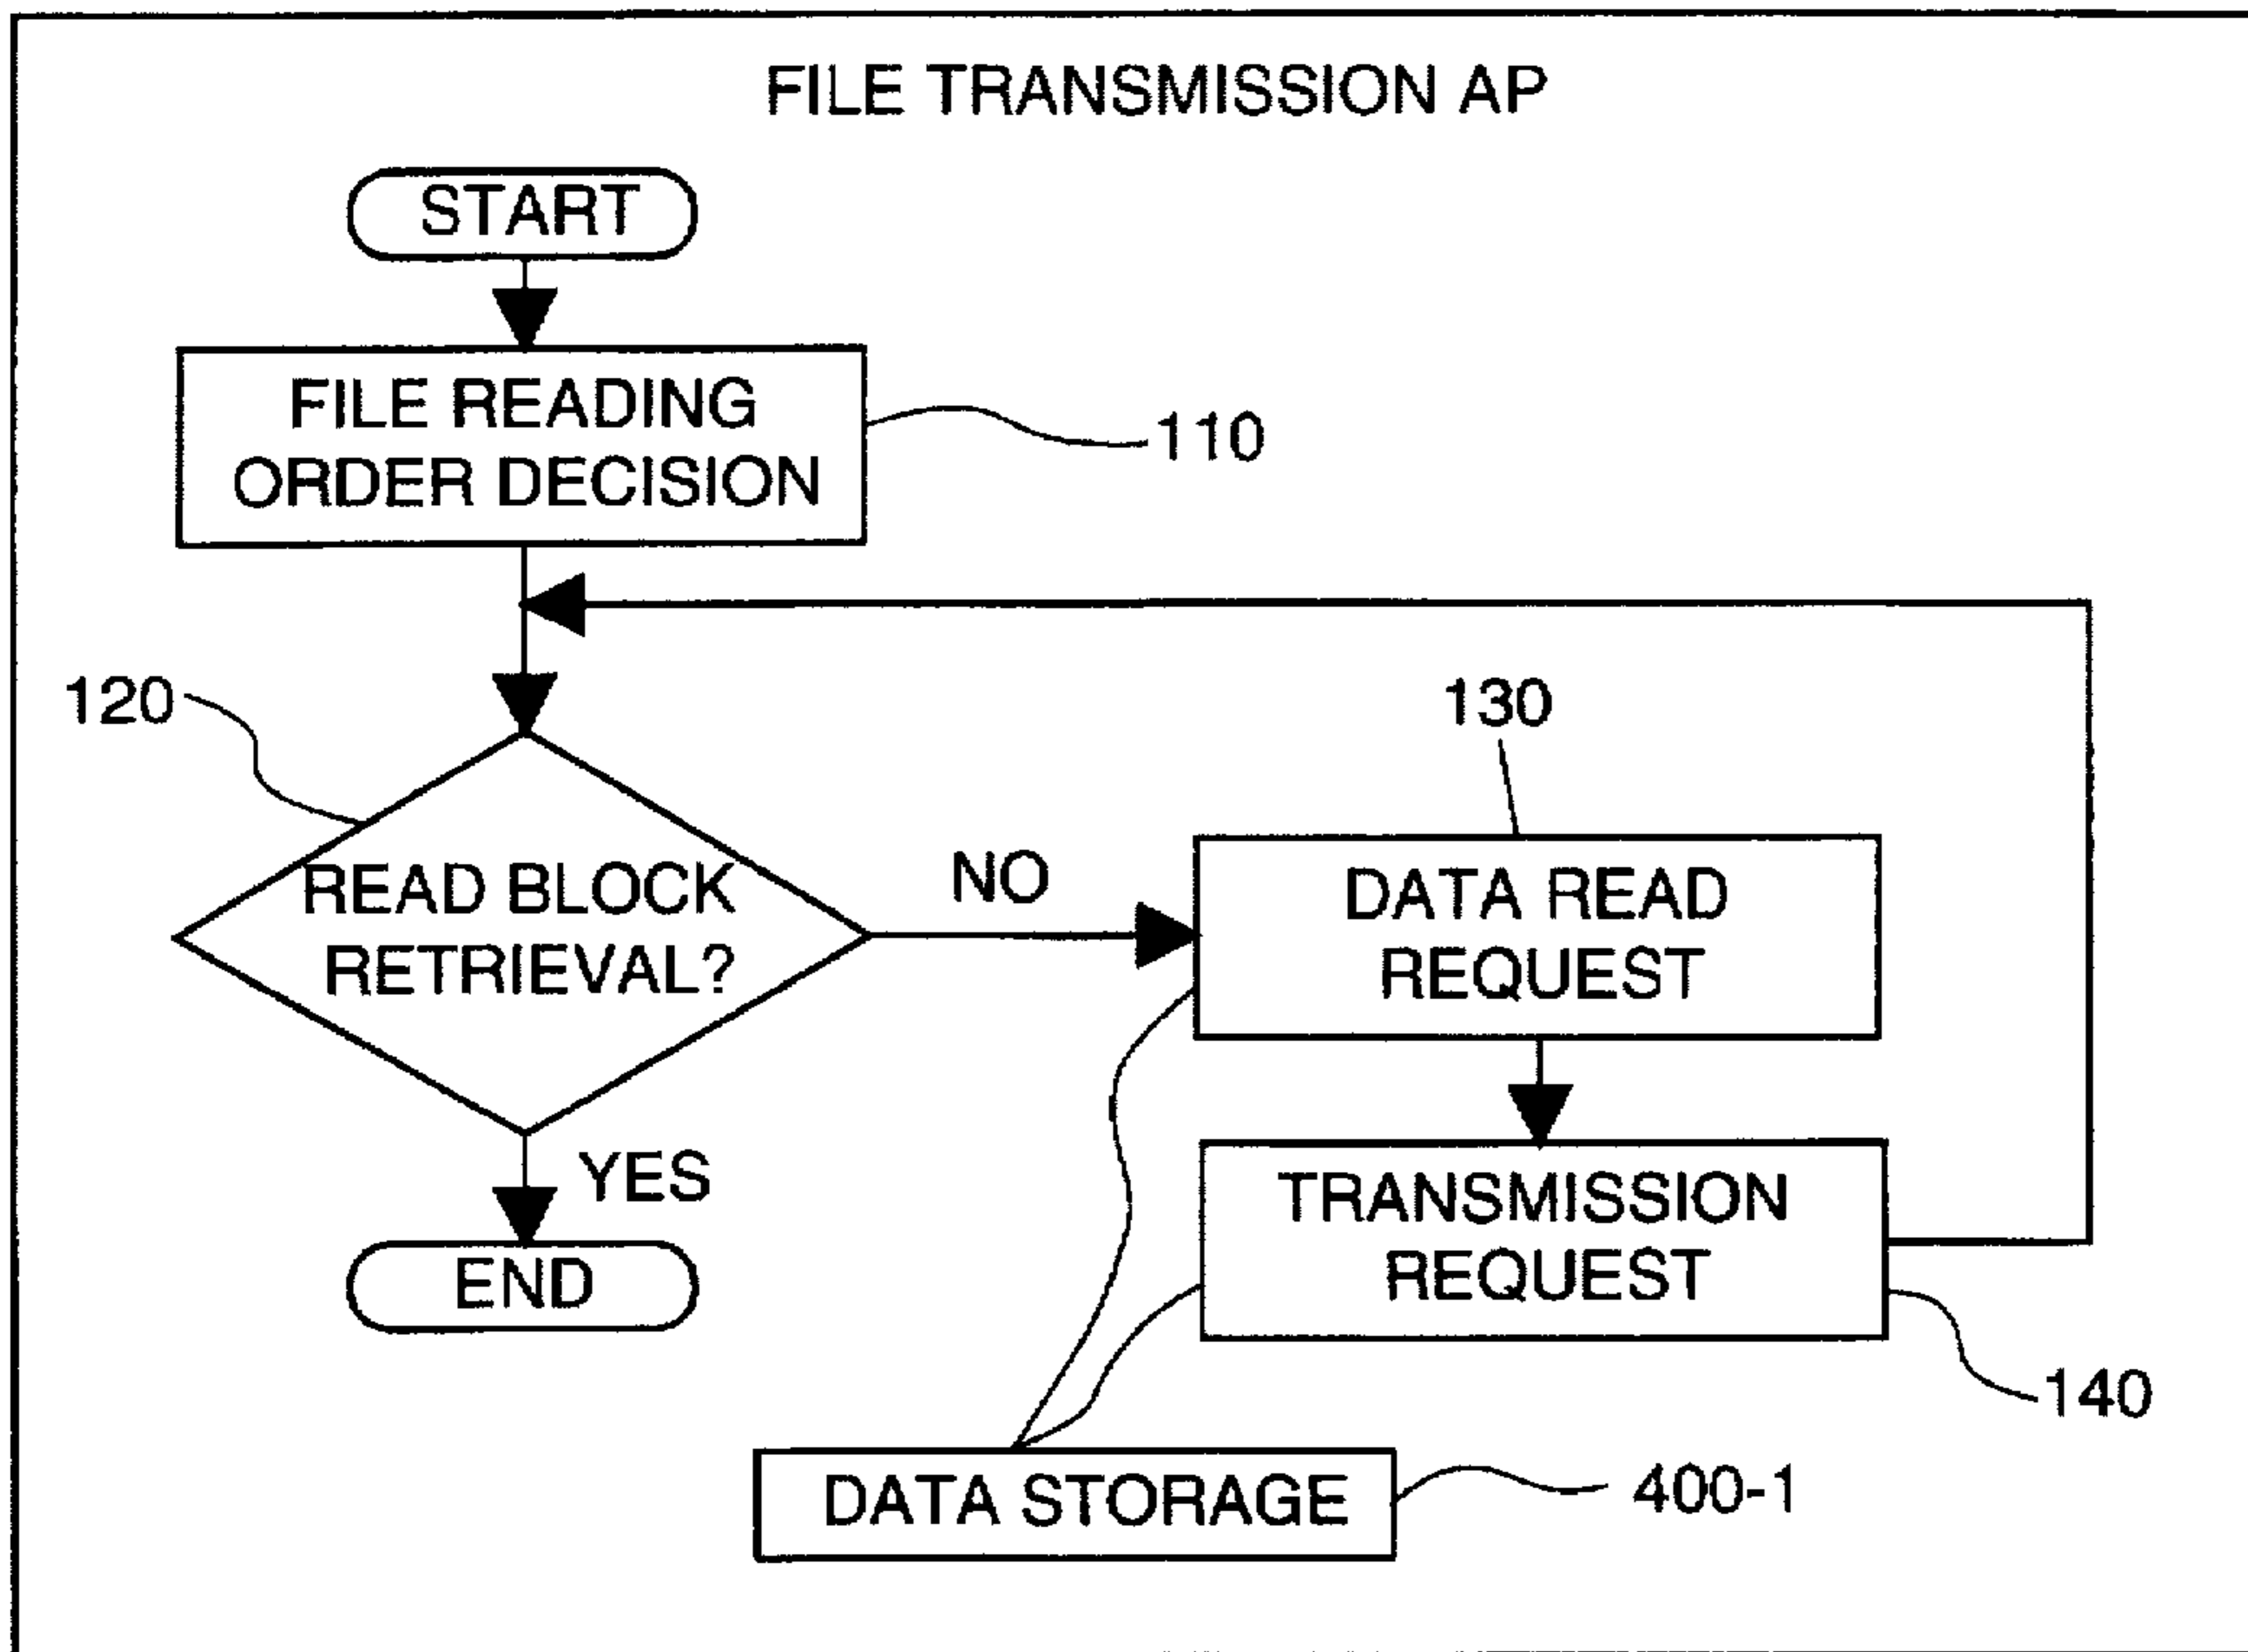 FILE TRANSMISSION AP
START
FILE READING
ORDER DECISION
110
120
130
READ BLOCK
RETRIEVAL?
NO
DATA READ
REQUEST
YES
TRANSMISSION
REQUEST
END
140
DATA STORAGE
400-1